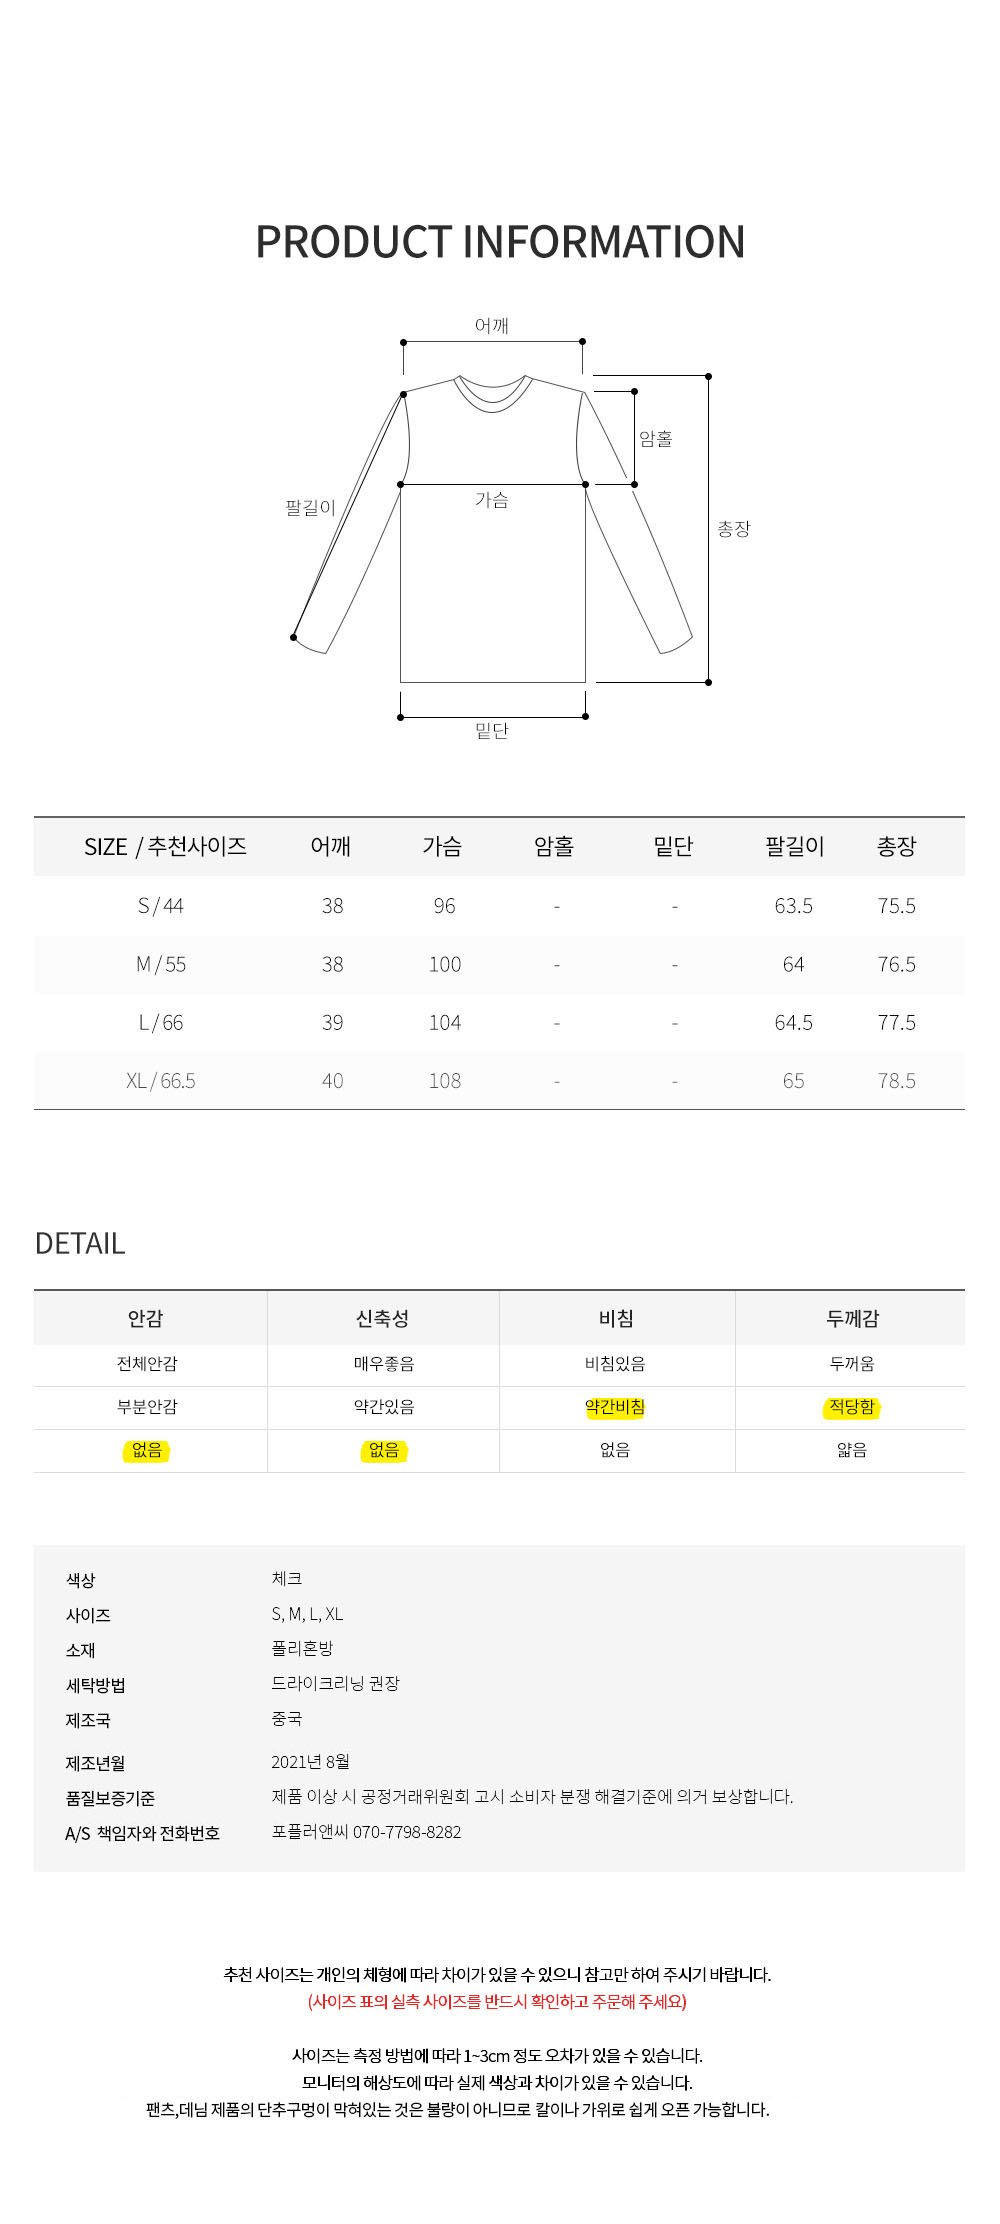 PRODUCT INFORMATION
어깨
암홀
가슴
팔길이
총장
밑단
SIZE / 추천사이즈 어깨 가슴 암홀 밑단 팔길이 총장
S / 44 38 96 - - 63.5 75.5
M / 55 38 100 - - 64 76.5
L / 66 39 104 - - 64.5 77.5
XL / 66.5 40 108 - - 65 78.5
DETAIL
안감 신축성 비침 두께감
전체안감 매우좋음 비침있음 두꺼움
부분안감 약간있음 약간비침 적당함
없음 없음 없음 얇음
색상 체크
사이즈 S, M, L, XL
소재 폴리혼방
세탁방법 드라이크리닝 권장
제조국 중국
제조년월 2021년 8월
품질보증기준 제품 이상 시 공정거래위원회 고시 소비자 분쟁 해결기준에 의거 보상합니다.
A/S 책임자와 전화번호 포플러앤씨 070-7798-8282
추천 사이즈는 개인의 체형에 따라 차이가 있을 수 있으니 참고만 하여 주시기 바랍니다.
(사이즈 표의 실측 사이즈를 반드시 확인하고 주문해 주세요)
사이즈는 측정 방법에 따라 1~3cm 정도 오차가 있을 수 있습니다.
모니터의 해상도에 따라 실제 색상과 차이가 있을 수 있습니다.
팬츠,데님 제품의 단추구멍이 막혀있는 것은 불량이 아니므로 칼이나 가위로 쉽게 오픈 가능합니다.